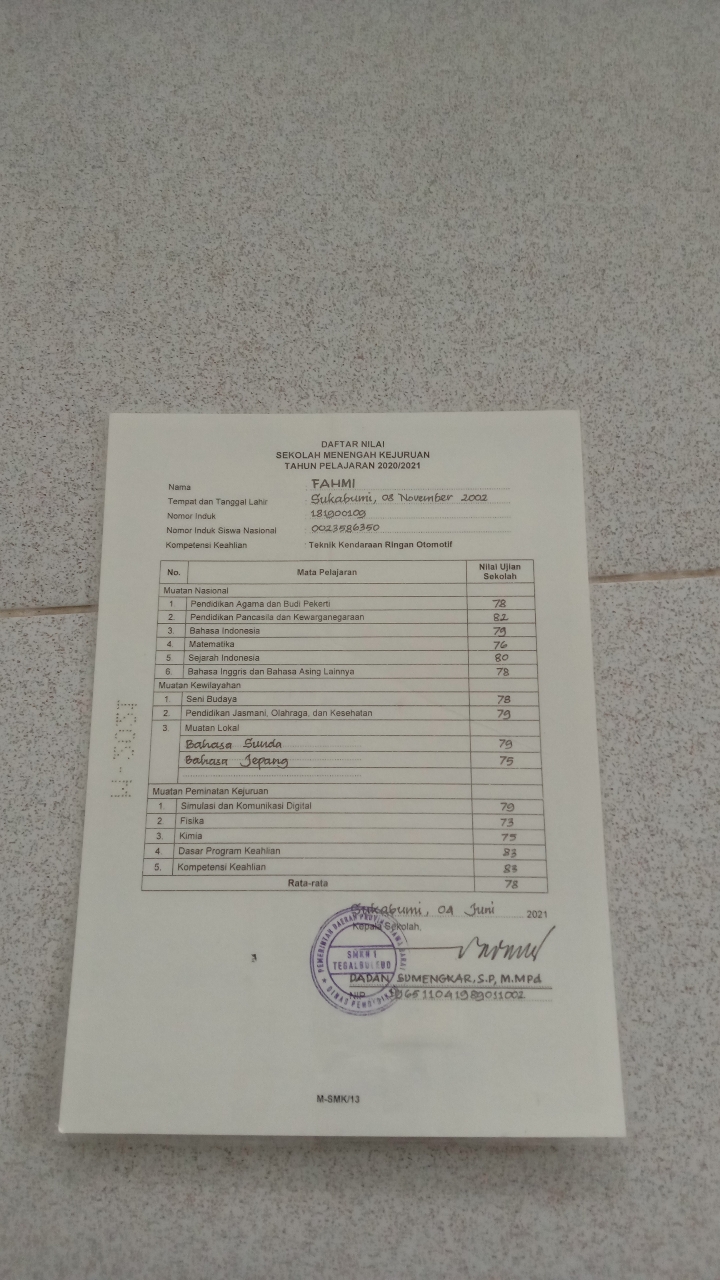 DAFTAR NILAI
SEKOLAH MENENGAH KEJURUAN
TAHUN PELAJARAN 2020/2021
Nama : FAHMI
Tempat dan Tanggal Lahir : Sukabumi, 03 November 2002
Nomor Induk : 181900109
Nomor Induk Siswa Nasional : 0023586350
Kompetensi Keahlian : Teknik Kendaraan Ringan Otomotif
No. Mata Pelajaran Nilai Ujian Sekolah
Muatan Nasional
1. Pendidikan Agama dan Budi Pekerti 78
2. Pendidikan Pancasila dan Kewarganegaraan 82
3. Bahasa Indonesia 79
4. Matematika 76
5. Sejarah Indonesia 80
6. Bahasa Inggris dan Bahasa Asing Lainnya 78
Muatan Kewilayahan
1. Seni Budaya 78
2. Pendidikan Jasmani, Olahraga, dan Kesehatan 79
3. Muatan Lokal
Bahasa Sunda 79
Bahasa Jepang 75
Muatan Peminatan Kejuruan
1. Simulasi dan Komunikasi Digital 79
2. Fisika 73
3. Kimia 75
4. Dasar Program Keahlian 83
5. Kompetensi Keahlian 83
Rata-rata 78
Sukabumi, 04 Juni 2021
Kepala Sekolah,
SMKN 1
DADAN SUMENGKAR, S.P, M.MPd
NIP. 196511041989011002
M-SMK/13